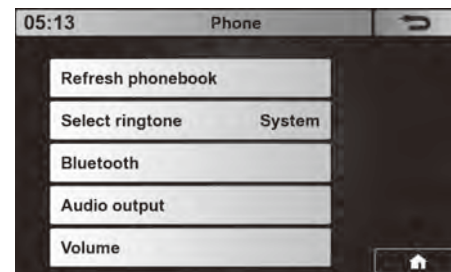 05:13 Phone
Refresh phonebook
Select ringtone System
Bluetooth
Audio output
Volume